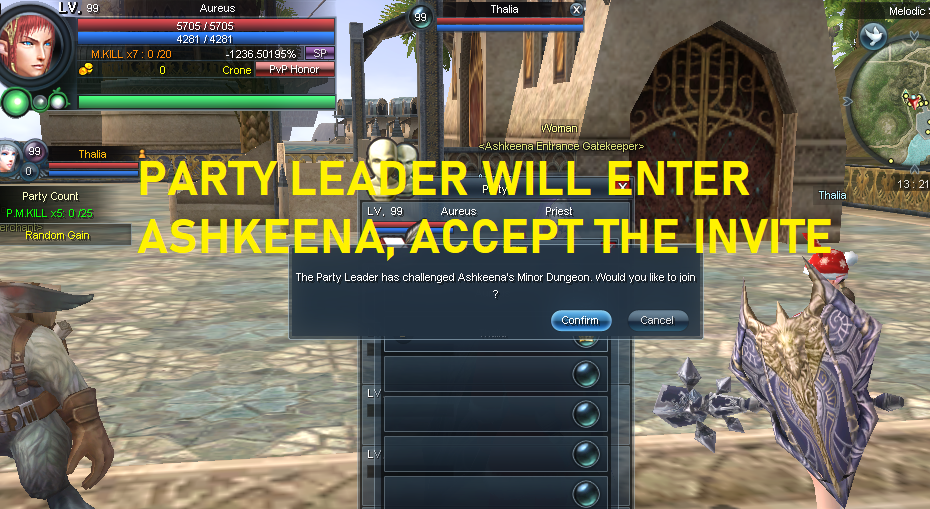 LV. 99 Aureus
5705 / 5705
4281 / 4281
M.KILL x7 : 0 /20 -1236.50195% SP
0 Crone PvP Honor
99 Thalia X
Melodic
99 Thalia
0
Party Count
P.M.KILL x5: 0 /25
Random Gain
Woman
<Ashkeena Entrance Gatekeeper>
Thalia
13 : 21
PARTY LEADER WILL ENTER
ASHKEENA, ACCEPT THE INVITE
Party X
LV. 99 Aureus Priest
The Party Leader has challenged Ashkeena's Minor Dungeon. Would you like to join
?
Confirm Cancel
LV
LV